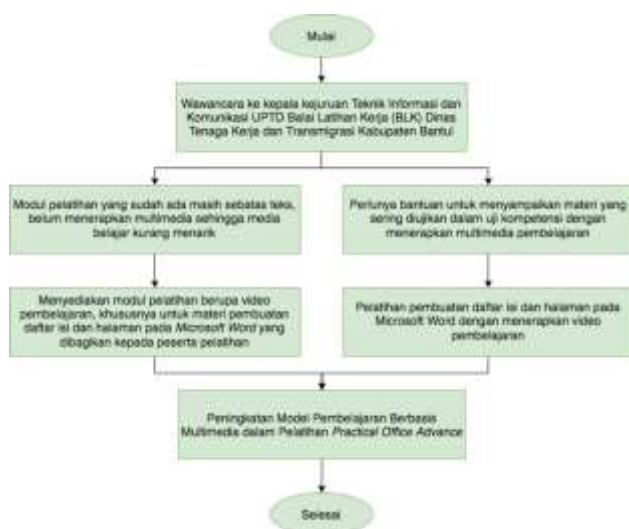 Mulai
Wawancara ke kepala kejuruan Teknik Informasi dan
Komunikasi UPTD Balai Latihan Kerja (BLK) Dinas
Tenaga Kerja dan Transmigrasi Kabupaten Bantul
Modul pelatihan yang sudah ada masih sebatas teks,
belum menerapkan multimedia sehingga media
belajar kurang menarik
Perlunya bantuan untuk menyampaikan materi yang
sering diujikan dalam uji kompetensi dengan
menerapkan multimedia pembelajaran
Menyediakan modul pelatihan berupa video
pembelajaran, khususnya untuk materi pembuatan
daftar isi dan halaman pada Microsoft Word yang
dibagikan kepada peserta pelatihan
Pelatihan pembuatan daftar isi dan halaman pada
Microsoft Word dengan menerapkan video
pembelajaran
Peningkatan Model Pembelajaran Berbasis
Multimedia dalam Pelatihan Practical Office Advance
Selesai